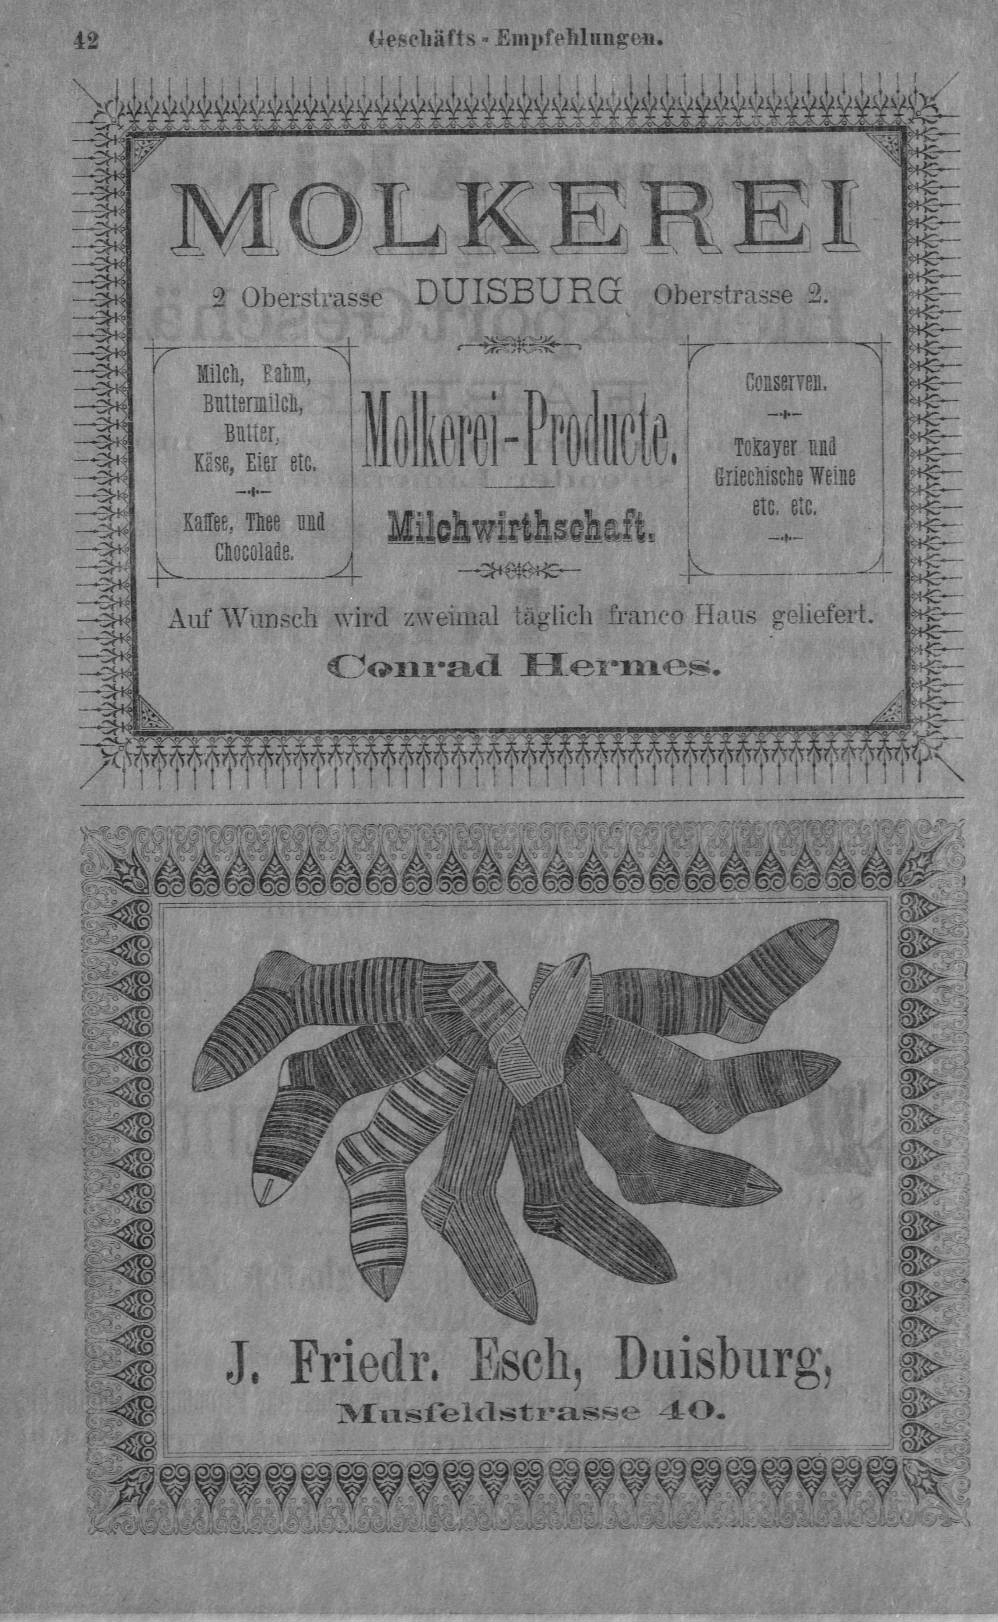 42
Geschäfts - Empfehlungen.
MOLKEREI
2 Oberstrasse DUISBURG Oberstrasse 2.
Milch, Rahm,
Buttermilch,
Butter,
Käse, Eier etc.
Kaffee, Thee und
Chocolade.
Molkerei-Producte.
Milchwirthschaft.
Conserven.
Tokayer und
Griechische Weine
etc. etc.
Auf Wunsch wird zweimal täglich franco Haus geliefert.
Conrad Hermes.
J. Friedr. Esch, Duisburg,
Musfeldstrasse 40.